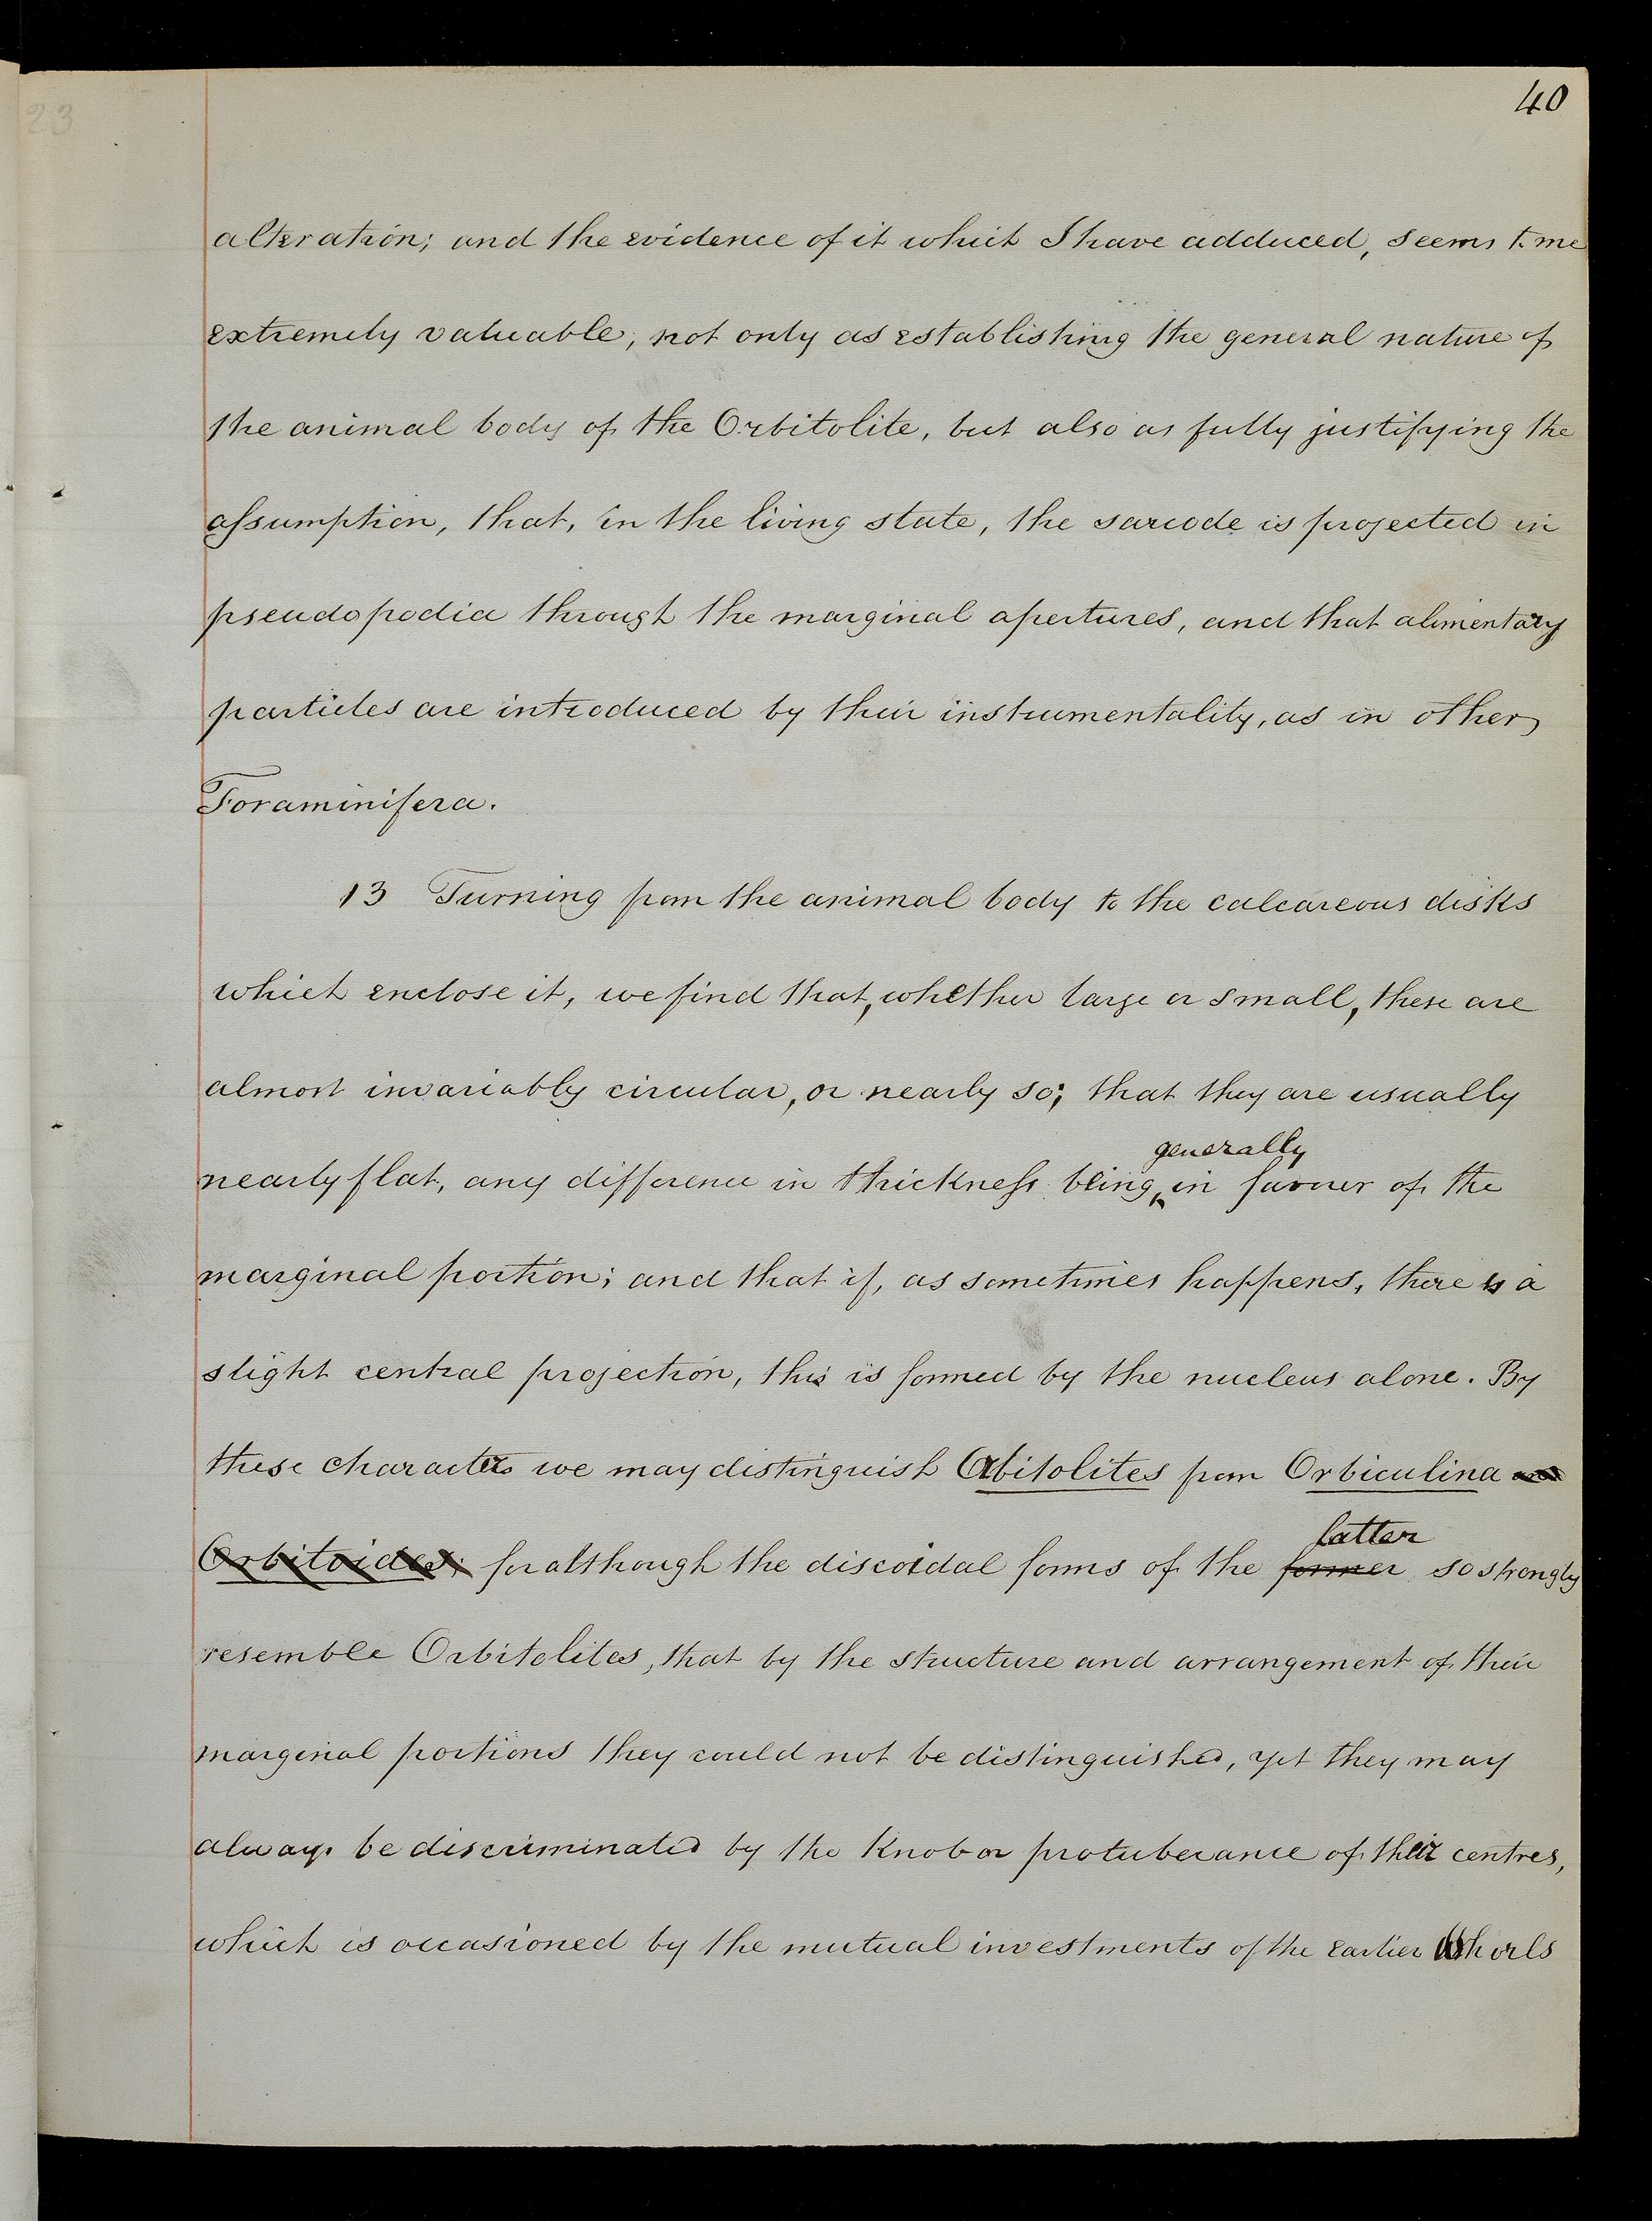 40
alteration; and the evidence of it which I have adduced, seems to me
extremely valuable, not only as establishing the general nature of
the animal body of the Orbitolite, but also as fully justifying the
assumption, that, in the living state, the sarcode is projected in
pseudopodia through the marginal apertures, and that alimentary
particles are introduced by their instrumentality, as in other
Foraminifera.
13 Turning from the animal body to the calcareous disks
which enclose it, we find that, whether large or small, these are
almost invariably circular, or nearly so; that they are usually
generally
nearly flat, any difference in thickness being in favour of the
marginal portion; and that if, as sometimes happens, there is a
slight central projection, this is formed by the nucleus alone. By
these characters we may distinguish Orbitolites from Orbiculina and
latter
Orbitoides; for although the discoidal forms of the former so strongly
resemble Orbitolites, that by the structure and arrangement of their
marginal portions they could not be distinguished, yet they may
always be discriminated by the knob or protuberance of their centres,
which is occasioned by the mutual investments of the earlier whorls
23